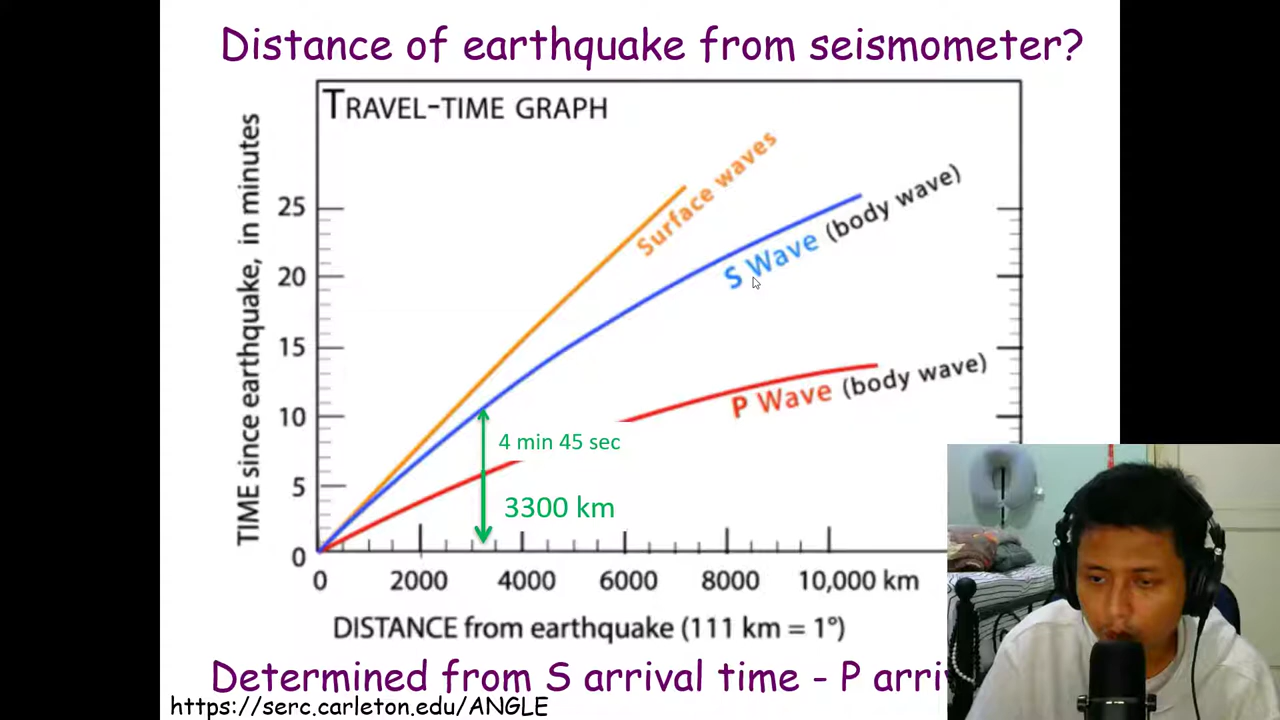 Distance of earthquake from seismometer?
TRAVEL-TIME GRAPH
TIME since earthquake, in minutes
25
20
15
10
5
0
Surface waves
S Wave (body wave)
P Wave (body wave)
4 min 45 sec
3300 km
0 2000 4000 6000 8000 10,000 km
DISTANCE from earthquake (111 km = 1°)
Determined from S arrival time - P arri
https://serc.carleton.edu/ANGLE